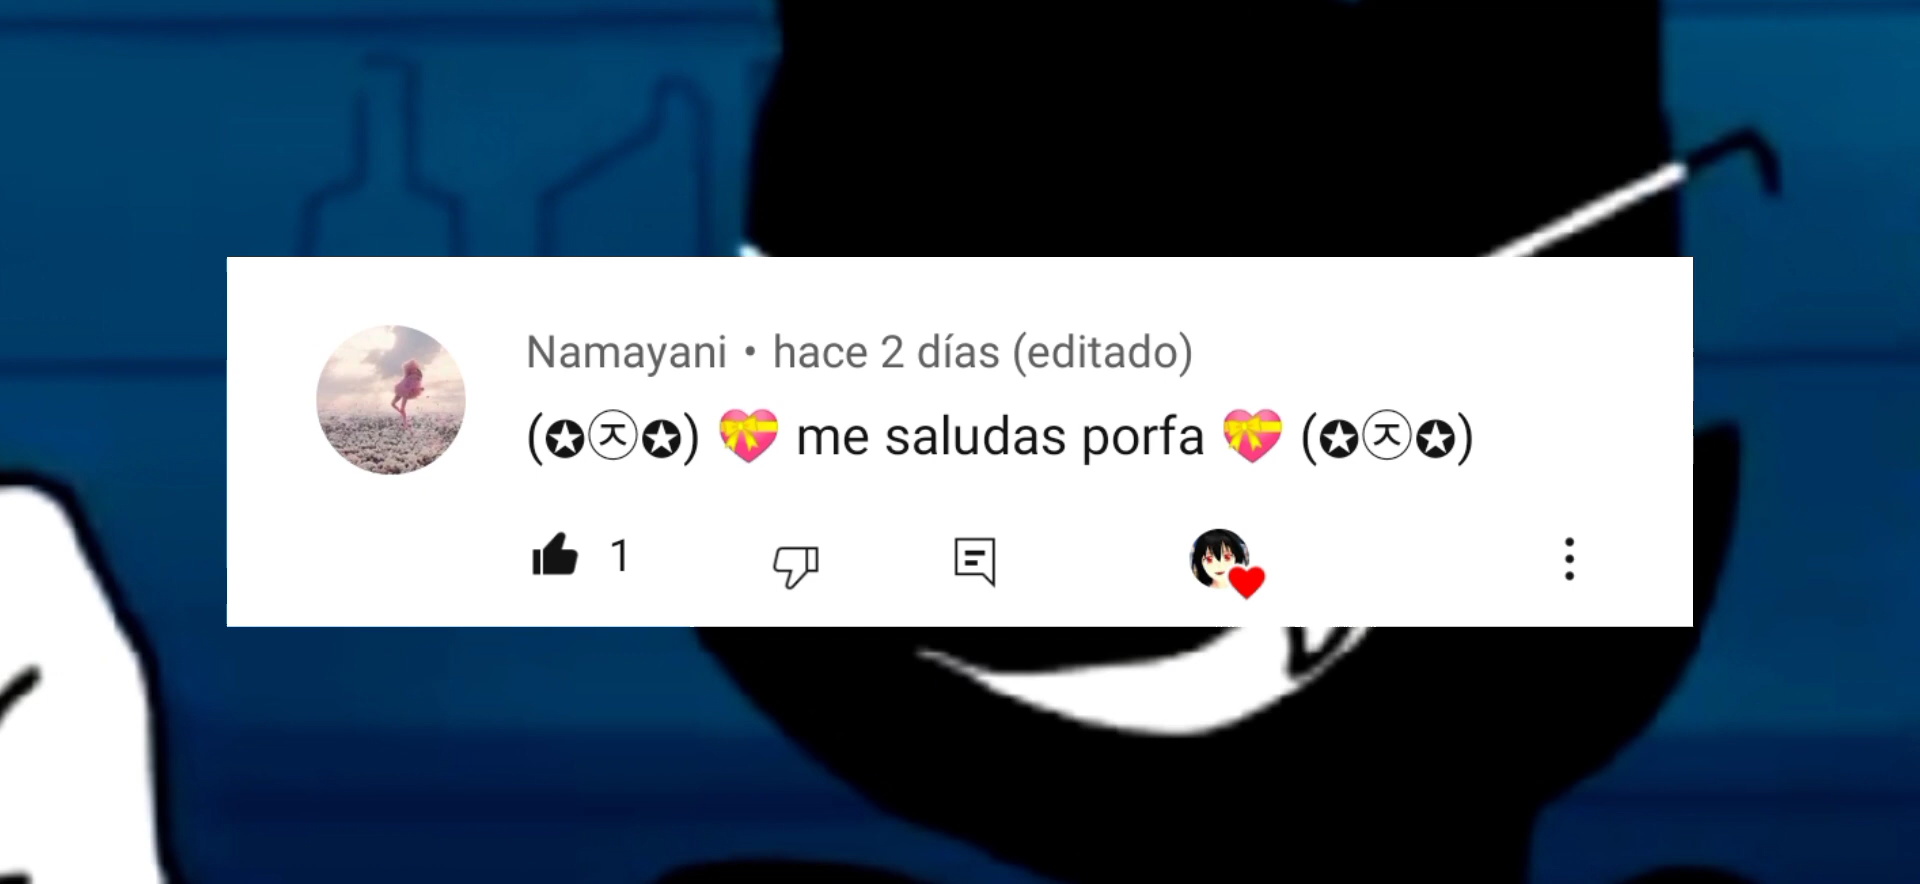 Namayani • hace 2 días (editado)
(✪㉨✪) 💝 me saludas porfa 💝 (✪㉨✪)
1